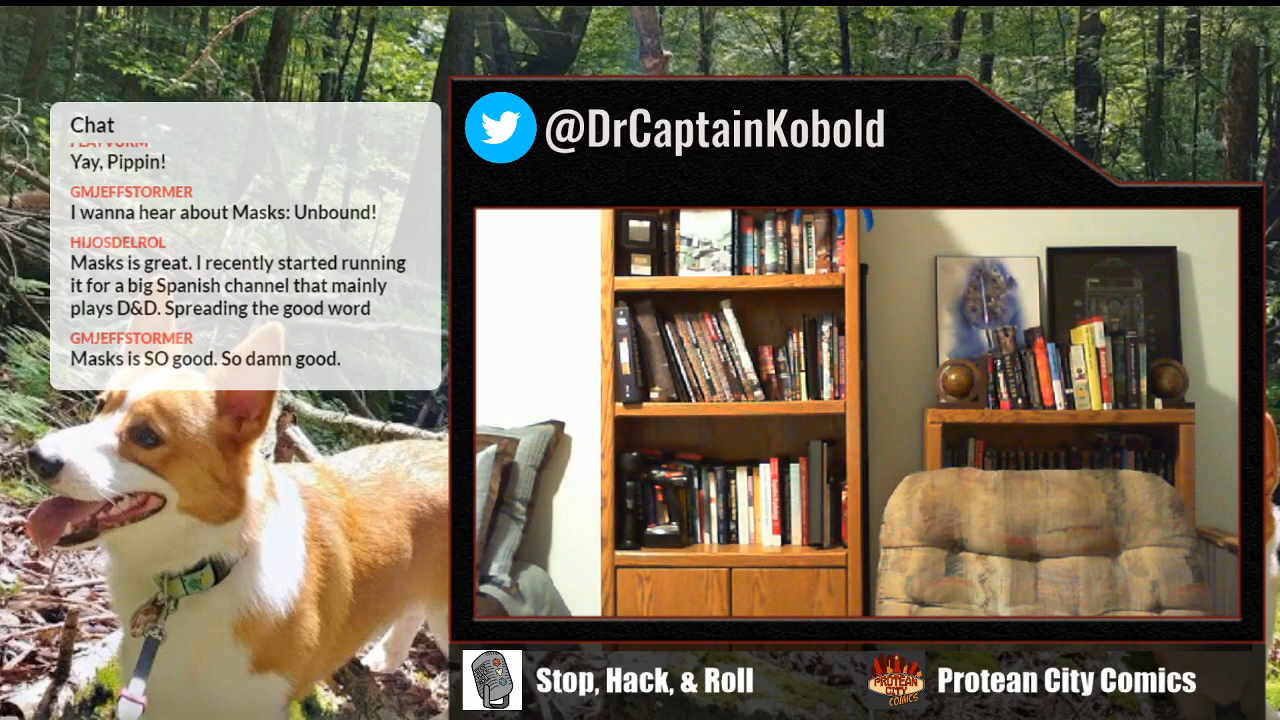 Chat
Yay, Pippin!
GMJEFFSTORMER
I wanna hear about Masks: Unbound!
HIJOSDELROL
Masks is great. I recently started running
it for a big Spanish channel that mainly
plays D&D. Spreading the good word
GMJEFFSTORMER
Masks is SO good. So damn good.
@DrCaptainKobold
Stop, Hack, & Roll
PROTEAN
CITY
COMICS
Protean City Comics